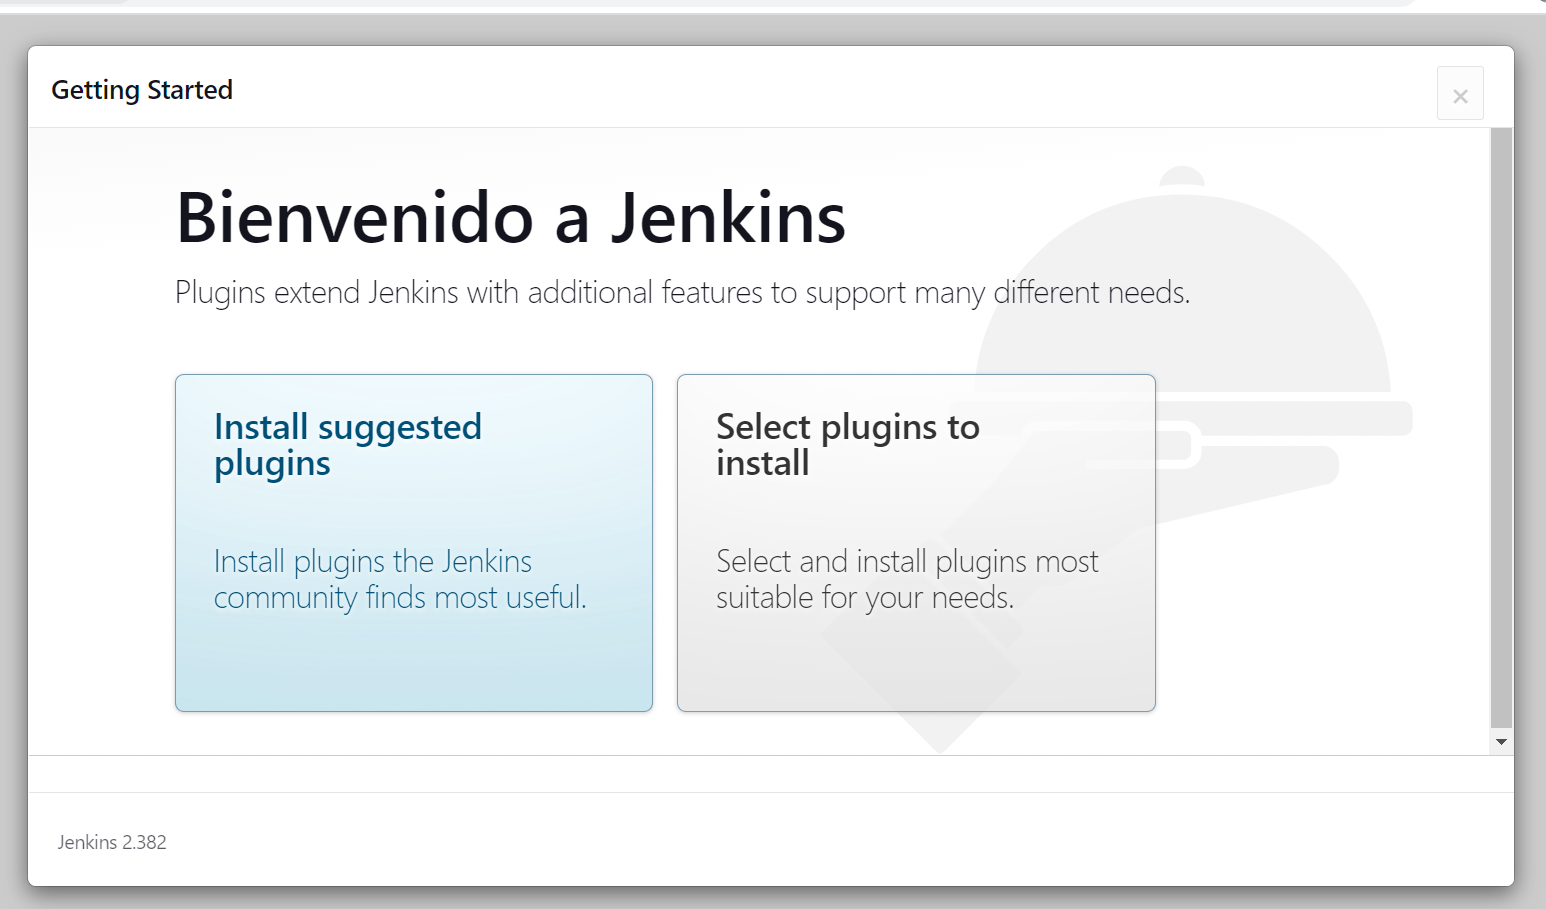 Getting Started
×
Bienvenido a Jenkins
Plugins extend Jenkins with additional features to support many different needs.
Install suggested
plugins
Install plugins the Jenkins
community finds most useful.
Select plugins to
install
Select and install plugins most
suitable for your needs.
Jenkins 2.382